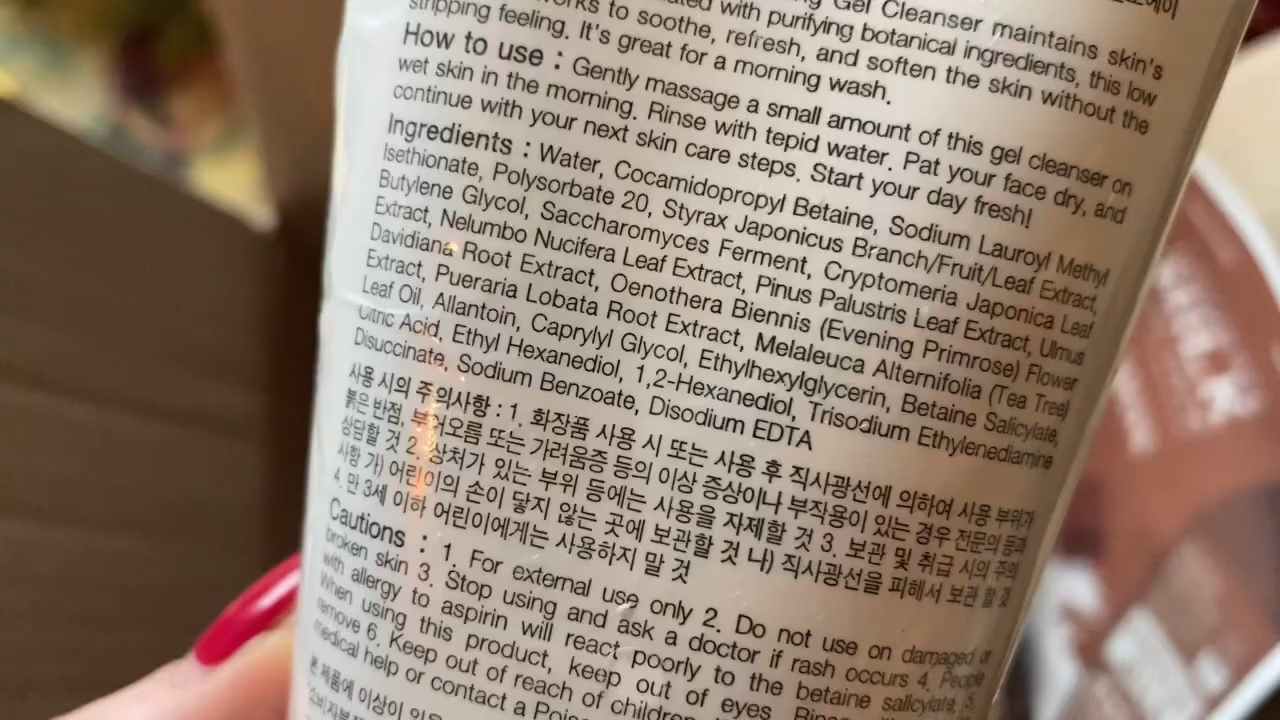 Gel Cleanser maintains skin's
with purifying botanical ingredients, this low
works to soothe, refresh, and soften the skin without the
stripping feeling. It's great for a morning wash.
How to use : Gently massage a small amount of this gel cleanser on
wet skin in the morning. Rinse with tepid water. Pat your face dry, and
continue with your next skin care steps. Start your day fresh!
Ingredients : Water, Cocamidopropyl Betaine, Sodium Lauroyl Methyl
Isethionate, Polysorbate 20, Styrax Japonicus Branch/Fruit/Leaf Extract,
Butylene Glycol, Saccharomyces Ferment, Cryptomeria Japonica Leaf
Extract, Nelumbo Nucifera Leaf Extract, Pinus Palustris Leaf Extract, Ulmus
Davidiana Root Extract, Oenothera Biennis (Evening Primrose) Flower
Extract, Pueraria Lobata Root Extract, Melaleuca Alternifolia (Tea Tree)
Leaf Oil, Allantoin, Caprylyl Glycol, Ethylhexylglycerin, Betaine Salicylate,
Citric Acid, Ethyl Hexanediol, 1,2-Hexanediol, Trisodium Ethylenediamine
Disuccinate, Sodium Benzoate, Disodium EDTA
사용 시의 주의사항 : 1. 화장품 사용 시 또는 사용 후 직사광선에 의하여 사용 부위가
붉은 반점, 부어오름 또는 가려움증 등의 이상 증상이나 부작용이 있는 경우 전문의 등과
상담할 것 2. 상처가 있는 부위 등에는 사용을 자제할 것 3. 보관 및 취급 시의 주의
사항 가) 어린이의 손이 닿지 않는 곳에 보관할 것 나) 직사광선을 피해서 보관 할 것
4. 만 3세 이하 어린이에게는 사용하지 말 것
Cautions : 1. For external use only 2. Do not use on damaged or
broken skin 3. Stop using and ask a doctor if rash occurs 4. People
with allergy to aspirin will react poorly to the betaine salicylate. 5.
When using this product, keep out of eyes. Rinse
remove 6. Keep out of reach of children.
medical help or contact a
본 제품에 이상이